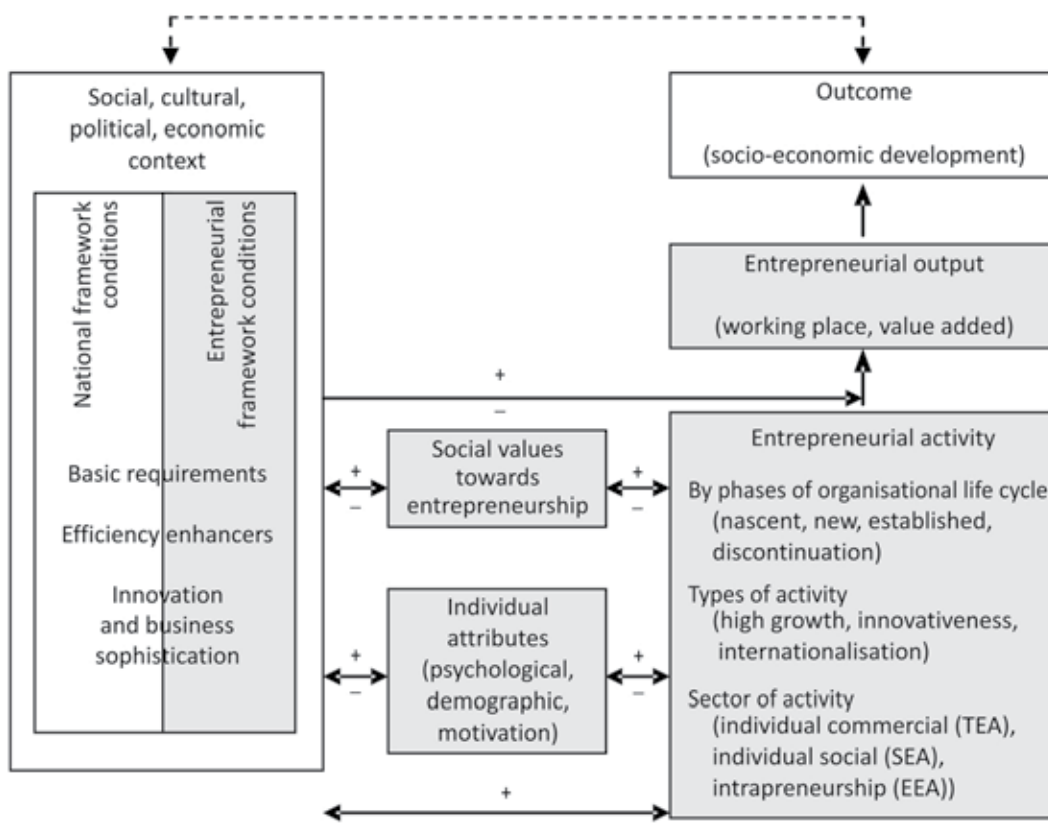 Social, cultural,
political, economic
context
National framework
conditions
Entrepreneurial
framework conditions
Basic requirements
Efficiency enhancers
Innovation
and business
sophistication
+
–
Social values
towards
entrepreneurship
+
–
+
–
Individual
attributes
(psychological,
demographic,
motivation)
+
–
+
–
+
Outcome
(socio-economic development)
Entrepreneurial output
(working place, value added)
Entrepreneurial activity
By phases of organisational life cycle
(nascent, new, established,
discontinuation)
Types of activity
(high growth, innovativeness,
internationalisation)
Sector of activity
(individual commercial (TEA),
individual social (SEA),
intrapreneurship (EEA))